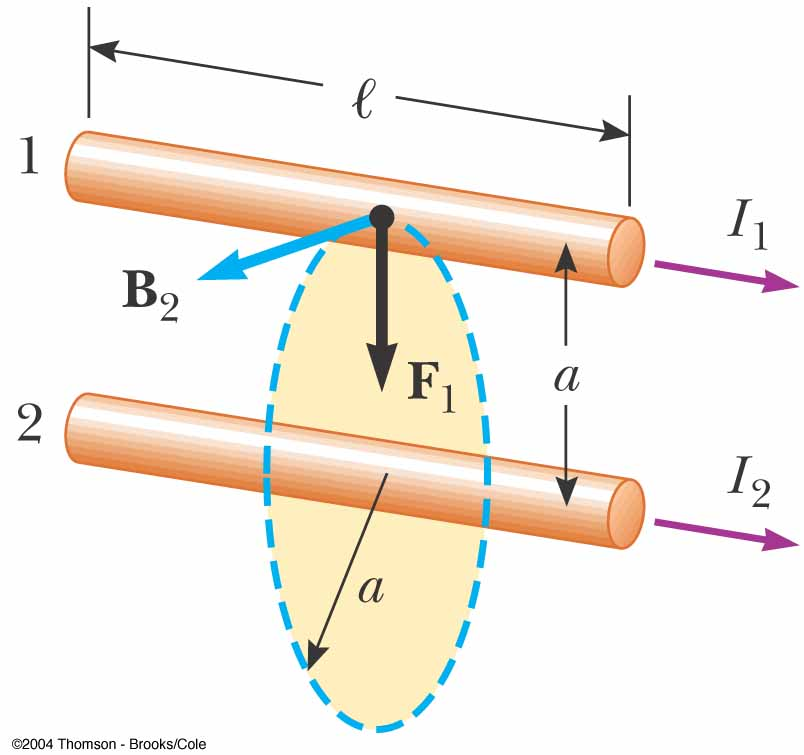 ℓ
1
I₁
B₂
F₁
a
2
I₂
a
©2004 Thomson - Brooks/Cole